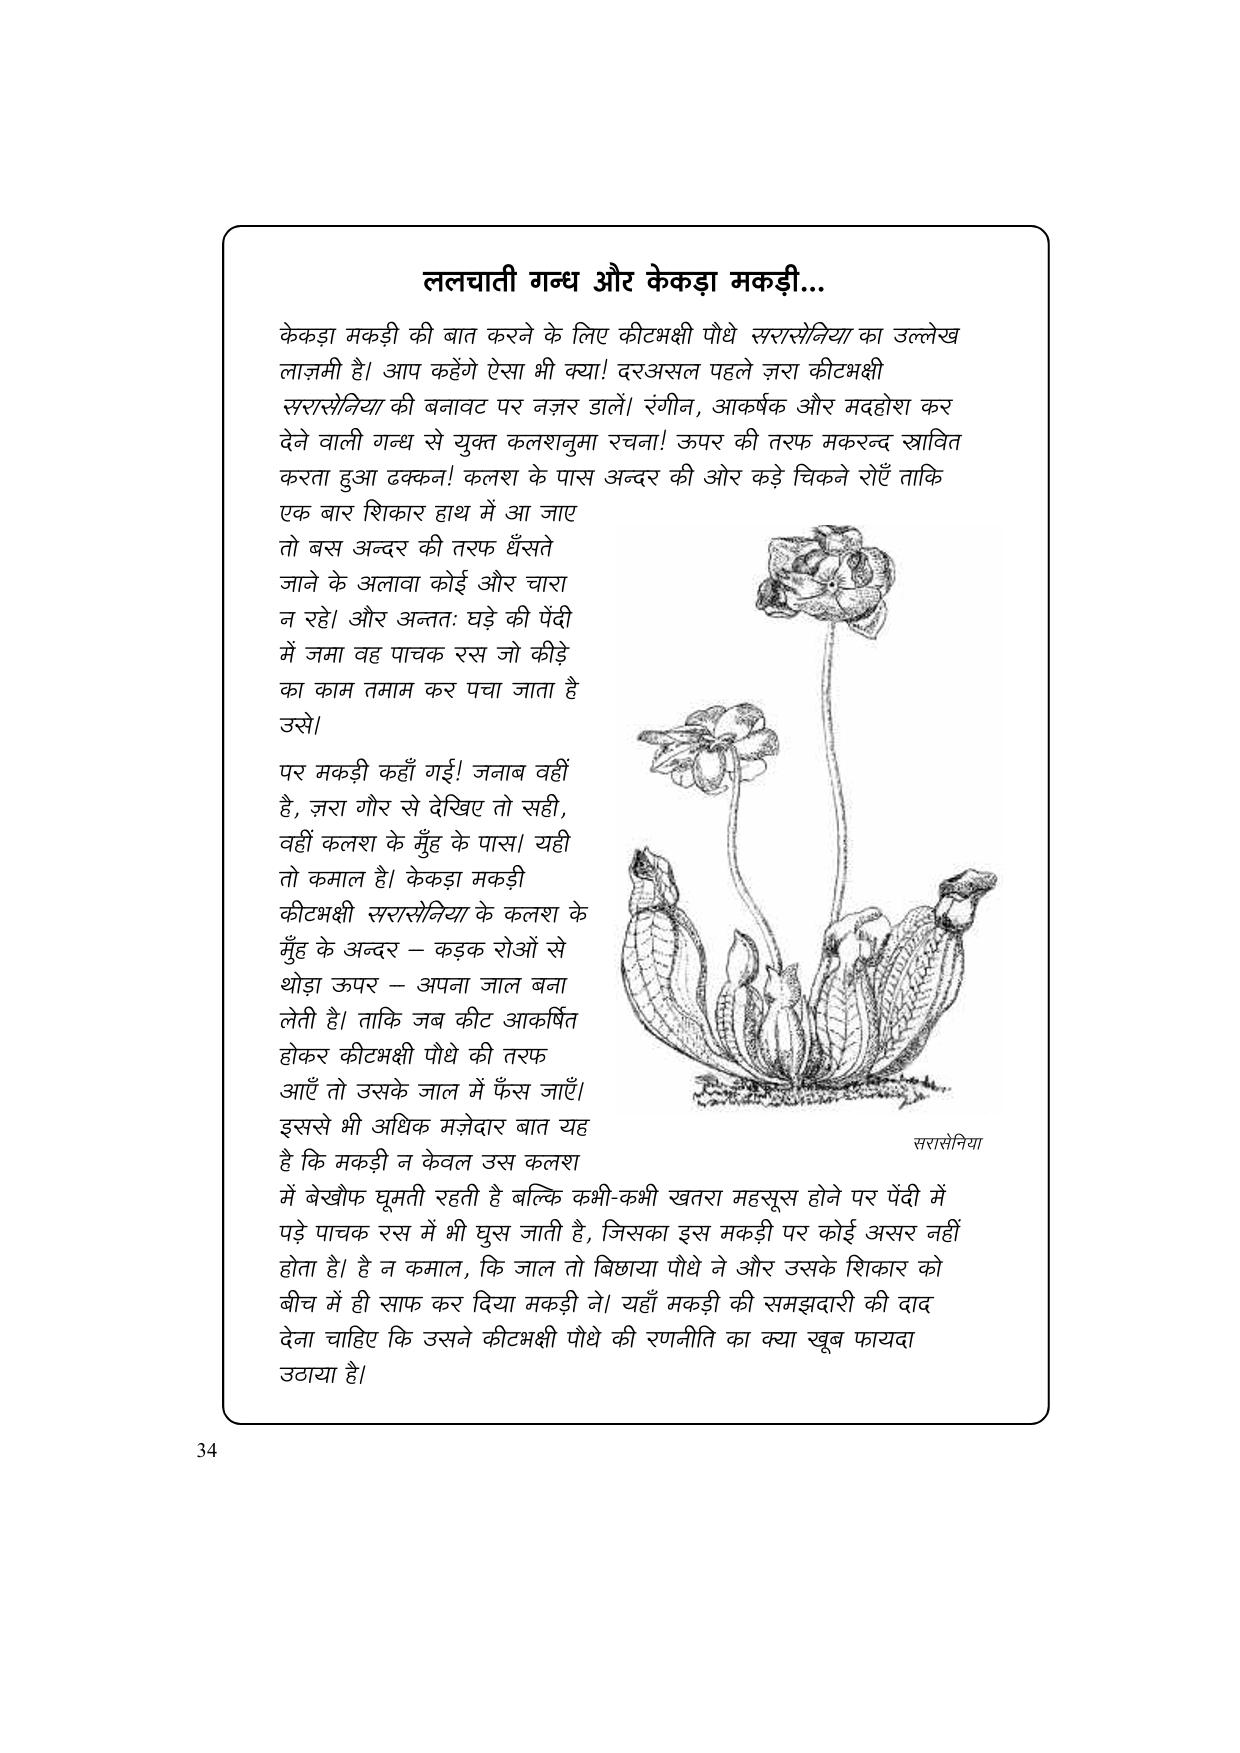 ललचाती गन्ध और केकड़ा मकड़ी...
केकड़ा मकड़ी की बात करने के लिए कीटभक्षी पौधे सरासेनिया का उल्लेख
लाज़मी है। आप कहेंगे ऐसा भी क्या! दरअसल पहले ज़रा कीटभक्षी
सरासेनिया की बनावट पर नज़र डालें। रंगीन, आकर्षक और मदहोश कर
देने वाली गन्ध से युक्त कलशनुमा रचना! ऊपर की तरफ मकरन्द स्रावित
करता हुआ ढक्कन! कलश के पास अन्दर की ओर कड़े चिकने रोएँ ताकि
एक बार शिकार हाथ में आ जाए
तो बस अन्दर की तरफ धँसते
जाने के अलावा कोई और चारा
न रहे। और अन्ततः घड़े की पेंदी
में जमा वह पाचक रस जो कीड़े
का काम तमाम कर पचा जाता है
उसे।
पर मकड़ी कहाँ गई! जनाब वहीं
है, ज़रा गौर से देखिए तो सही,
वहीं कलश के मुँह के पास। यही
तो कमाल है। केकड़ा मकड़ी
कीटभक्षी सरासेनिया के कलश के
मुँह के अन्दर – कड़क रोओं से
थोड़ा ऊपर – अपना जाल बना
लेती है। ताकि जब कीट आकर्षित
होकर कीटभक्षी पौधे की तरफ
आएँ तो उसके जाल में फँस जाएँ।
इससे भी अधिक मज़ेदार बात यह
है कि मकड़ी न केवल उस कलश
में बेखौफ घूमती रहती है बल्कि कभी-कभी खतरा महसूस होने पर पेंदी में
पड़े पाचक रस में भी घुस जाती है, जिसका इस मकड़ी पर कोई असर नहीं
होता है। है न कमाल, कि जाल तो बिछाया पौधे ने और उसके शिकार को
बीच में ही साफ कर दिया मकड़ी ने। यहाँ मकड़ी की समझदारी की दाद
देना चाहिए कि उसने कीटभक्षी पौधे की रणनीति का क्या खूब फायदा
उठाया है।
सरासेनिया
34